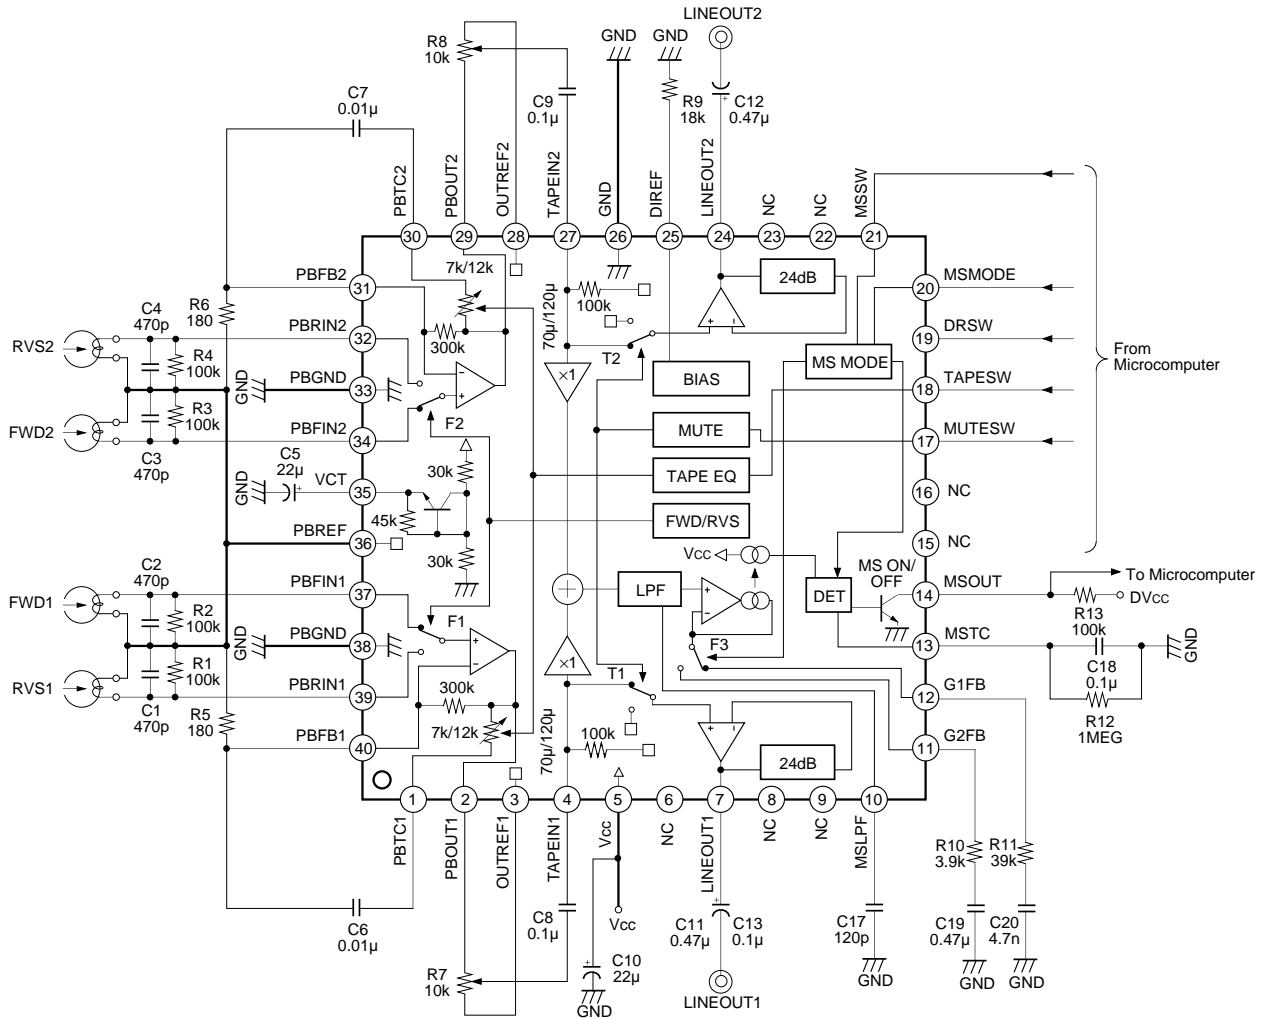 LINEOUT2
GND
GND
R8
10k
C7
0.01µ
C9
0.1µ
R9
18k
C12
0.47µ
PBTC2
PBOUT2
OUTREF2
TAPEIN2
GND
DIREF
LINEOUT2
NC
NC
MSSW
30
29
28
27
26
25
24
23
22
21
PBFB2
31
7k/12k
300k
70µ/120µ
100k
24dB
20
MSMODE
C4
470p
R6
180
PBRIN2
32
T2
MS MODE
19
DRSW
From
Microcomputer
RVS2
R4
100k
GND
PBGND
33
×1
BIAS
18
TAPESW
R3
100k
FWD2
PBFIN2
34
F2
MUTE
17
MUTESW
C3
470p
C5
22µ
GND
VCT
35
30k
TAPE EQ
16
NC
45k
FWD/RVS
PBREF
36
30k
Vcc
15
NC
C2
470p
FWD1
PBFIN1
37
LPF
DET
MS ON/
OFF
14
MSOUT
To Microcomputer
DVcc
R13
100k
R2
100k
GND
PBGND
38
F1
F3
13
MSTC
GND
R1
100k
×1
C18
0.1µ
RVS1
PBRIN1
39
T1
12
G1FB
R12
1MEG
C1
470p
R5
180
300k
PBFB1
40
7k/12k
70µ/120µ
100k
24dB
11
G2FB
1
2
3
4
5
6
7
8
9
10
PBTC1
PBOUT1
OUTREF1
TAPEIN1
Vcc
NC
LINEOUT1
NC
NC
MSLPF
R10
3.9k
R11
39k
C6
0.01µ
C8
0.1µ
Vcc
C11
0.47µ
C13
0.1µ
C17
120p
C19
0.47µ
C20
4.7n
R7
10k
C10
22µ
GND
LINEOUT1
GND
GND
GND
+
+
+
+
+
−
+
+
−
+
−
+
−
+
−
+
−